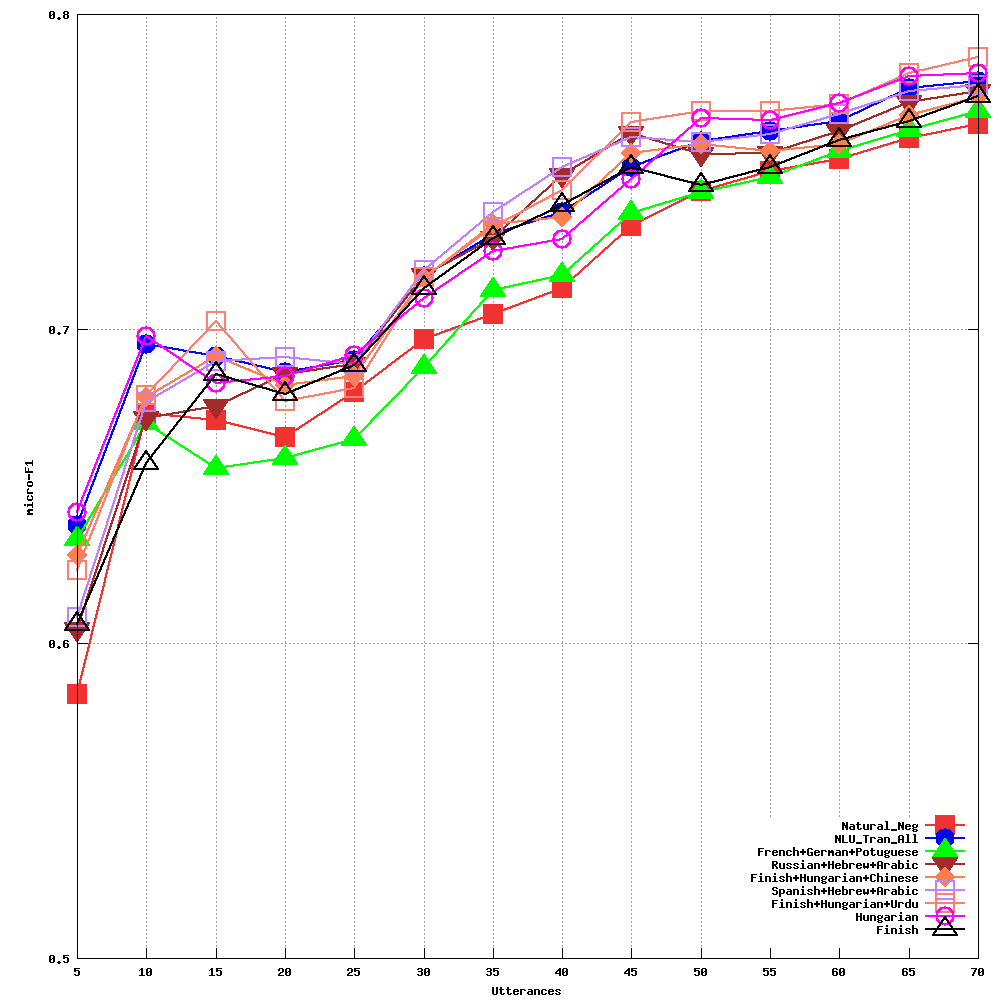 0.8
0.7
0.6
0.5
Micro-F1
Natural_Neg
NLU_Tran_All
French+German+Potuguese
Russian+Hebrew+Arabic
Finish+Hungarian+Chinese
Spanish+Hebrew+Arabic
Finish+Hungarian+Urdu
Hungarian
Finish
5 10 15 20 25 30 35 40 45 50 55 60 65 70
Utterances